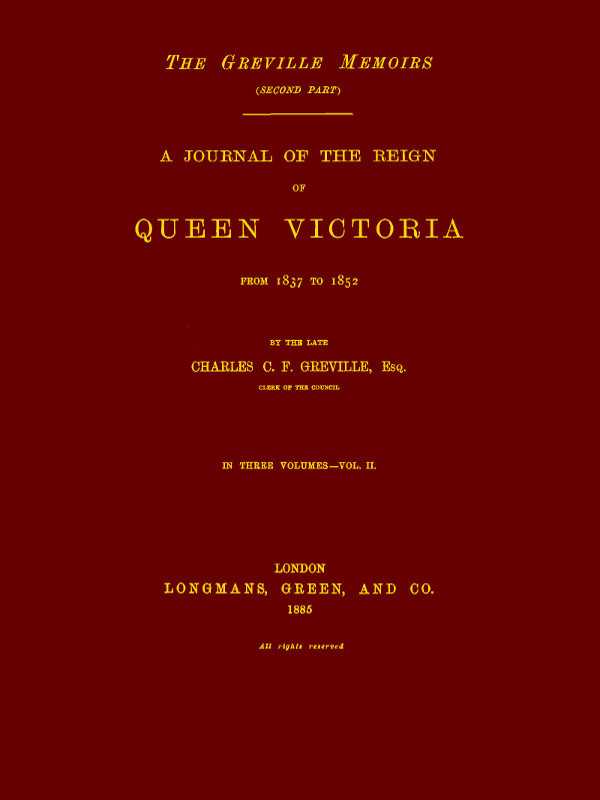 THE GREVILLE MEMOIRS
(SECOND PART)
A JOURNAL OF THE REIGN
OF
QUEEN VICTORIA
FROM 1837 TO 1852
BY THE LATE
CHARLES C. F. GREVILLE, ESQ.
CLERK OF THE COUNCIL
IN THREE VOLUMES—VOL. II.
LONDON
LONGMANS, GREEN, AND CO.
1885
All rights reserved